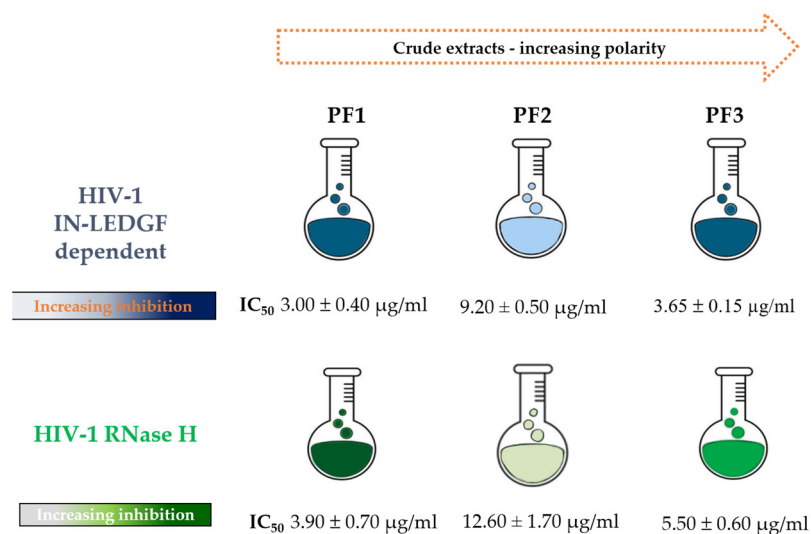 Crude extracts - increasing polarity
PF1 PF2 PF3
HIV-1
IN-LEDGF
dependent
Increasing inhibition
IC₅₀ 3.00 ± 0.40 µg/ml 9.20 ± 0.50 µg/ml 3.65 ± 0.15 µg/ml
HIV-1 RNase H
Increasing inhibition
IC₅₀ 3.90 ± 0.70 µg/ml 12.60 ± 1.70 µg/ml 5.50 ± 0.60 µg/ml